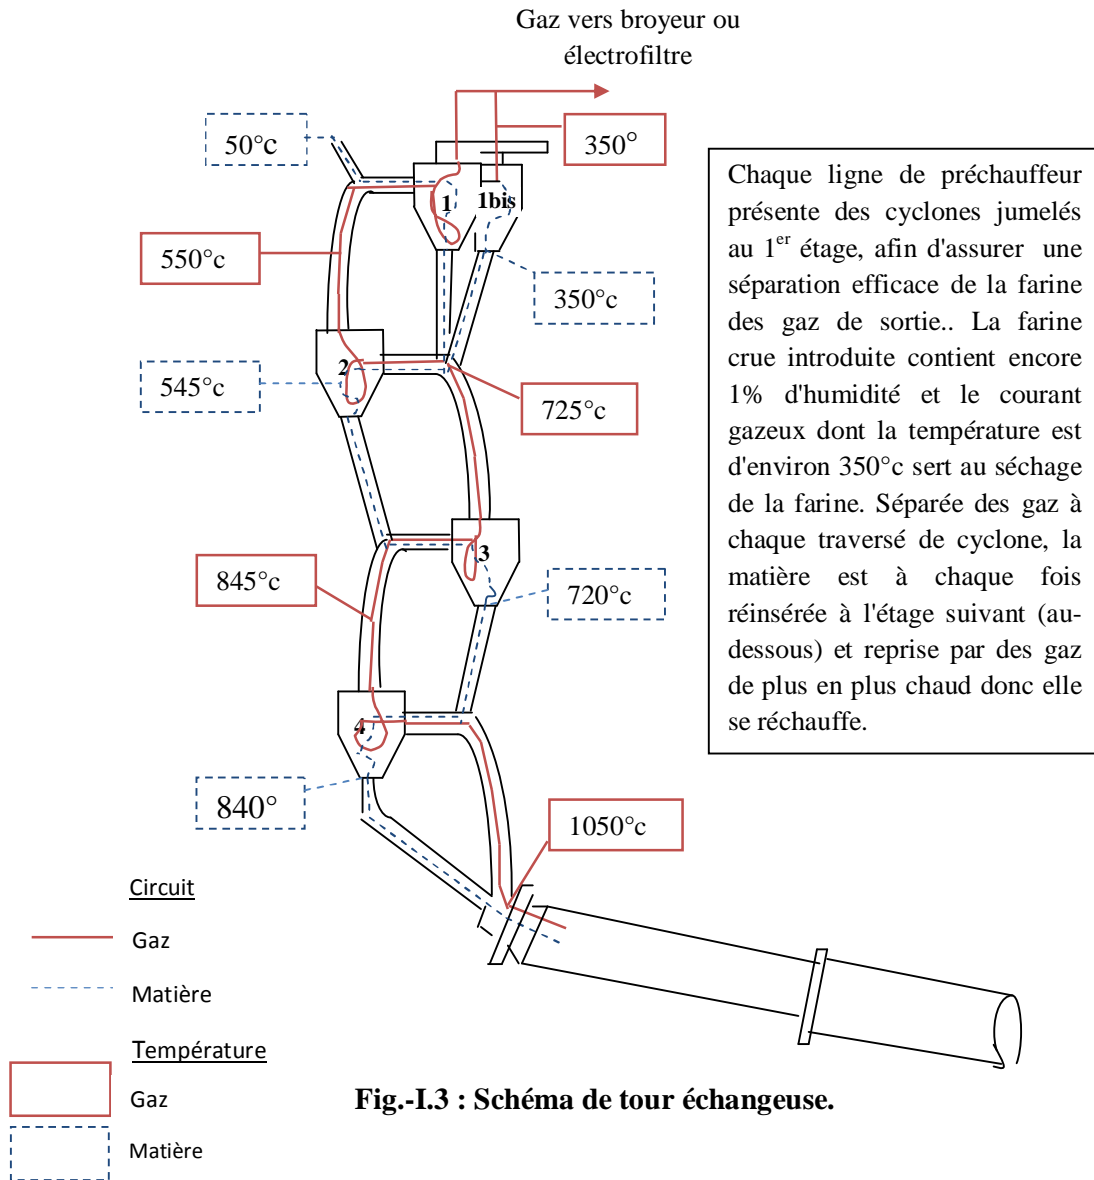 Gaz vers broyeur ou
électrofiltre
50°c
350°
1
1bis
550°c
350°c
2
545°c
725°c
3
845°c
720°c
4
840°
1050°c
Chaque ligne de préchauffeur
présente des cyclones jumelés
au 1er étage, afin d'assurer une
séparation efficace de la farine
des gaz de sortie.. La farine
crue introduite contient encore
1% d'humidité et le courant
gazeux dont la température est
d'environ 350°c sert au séchage
de la farine. Séparée des gaz à
chaque traversé de cyclone, la
matière est à chaque fois
réinsérée à l'étage suivant (au-
dessous) et reprise par des gaz
de plus en plus chaud donc elle
se réchauffe.
Circuit
Gaz
Matière
Température
Gaz
Matière
Fig.-I.3 : Schéma de tour échangeuse.